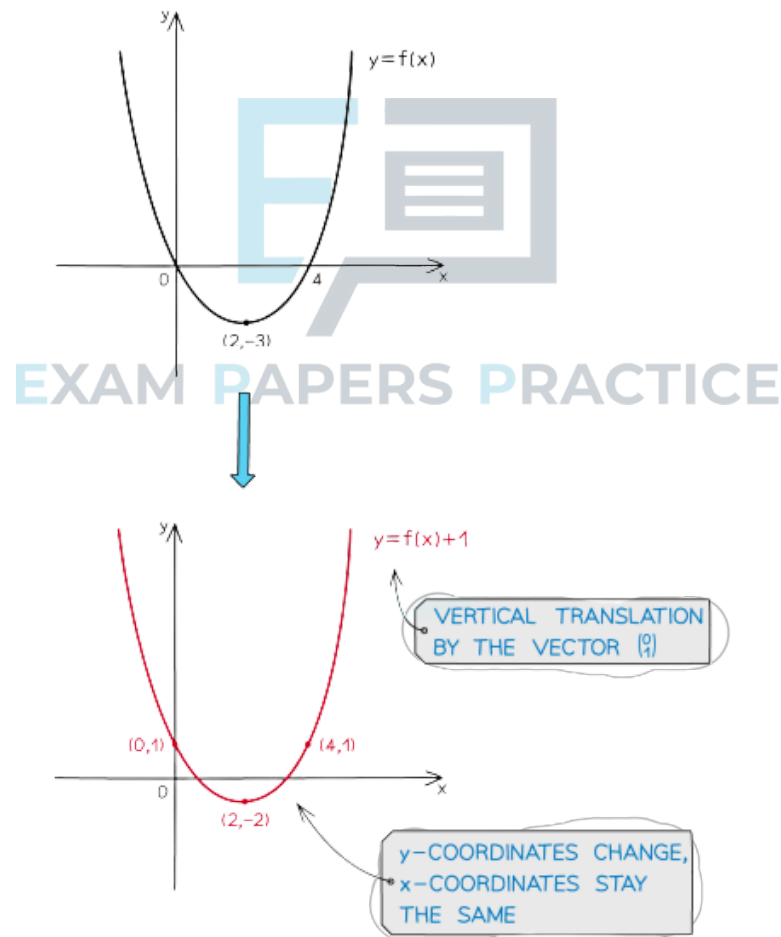 y
y=f(x)
0
4
x
(2,-3)
EXAM PAPERS PRACTICE
y
y=f(x)+1
VERTICAL TRANSLATION
BY THE VECTOR (0 1)
(0,1)
(4,1)
0
x
(2,-2)
y-COORDINATES CHANGE,
x-COORDINATES STAY
THE SAME